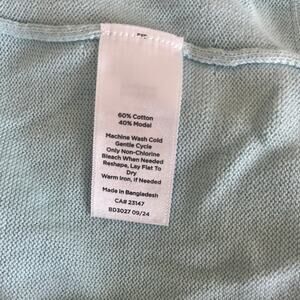 60% Cotton
40% Modal
Machine Wash Cold
Gentle Cycle
Only Non-Chlorine
Bleach When Needed
Reshape, Lay Flat To
Dry
Warm Iron, if Needed
Made in Bangladesh
CA# 23147
BD3027 09/24